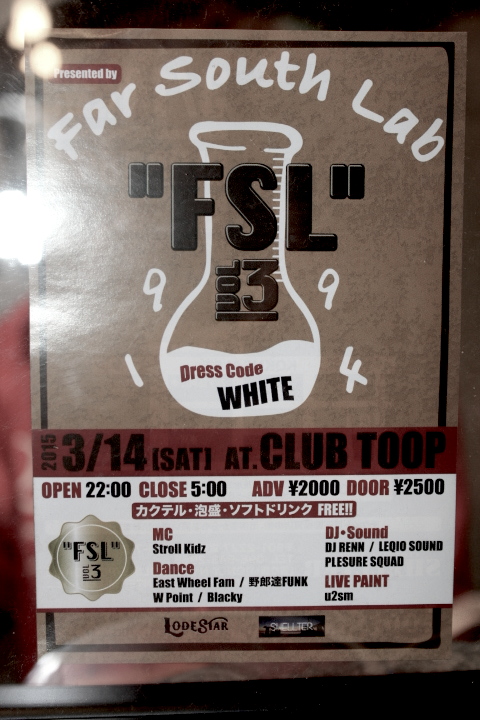 Presented by
Far South Lab
"FSL"
vol 3
9 9
1 4
Dress Code
WHITE
2015 3/14 [SAT] AT. CLUB TOOP
OPEN 22:00 CLOSE 5:00 ADV ¥2000 DOOR ¥2500
カクテル・泡盛・ソフトドリンク FREE!!
"FSL"
vol 3
MC
Stroll Kidz
Dance
East Wheel Fam / 野郎達FUNK
W Point / Blacky
DJ・Sound
DJ RENN / LEQIO SOUND
PLESURE SQUAD
LIVE PAINT
u2sm
LODESTAR
SHELLTER